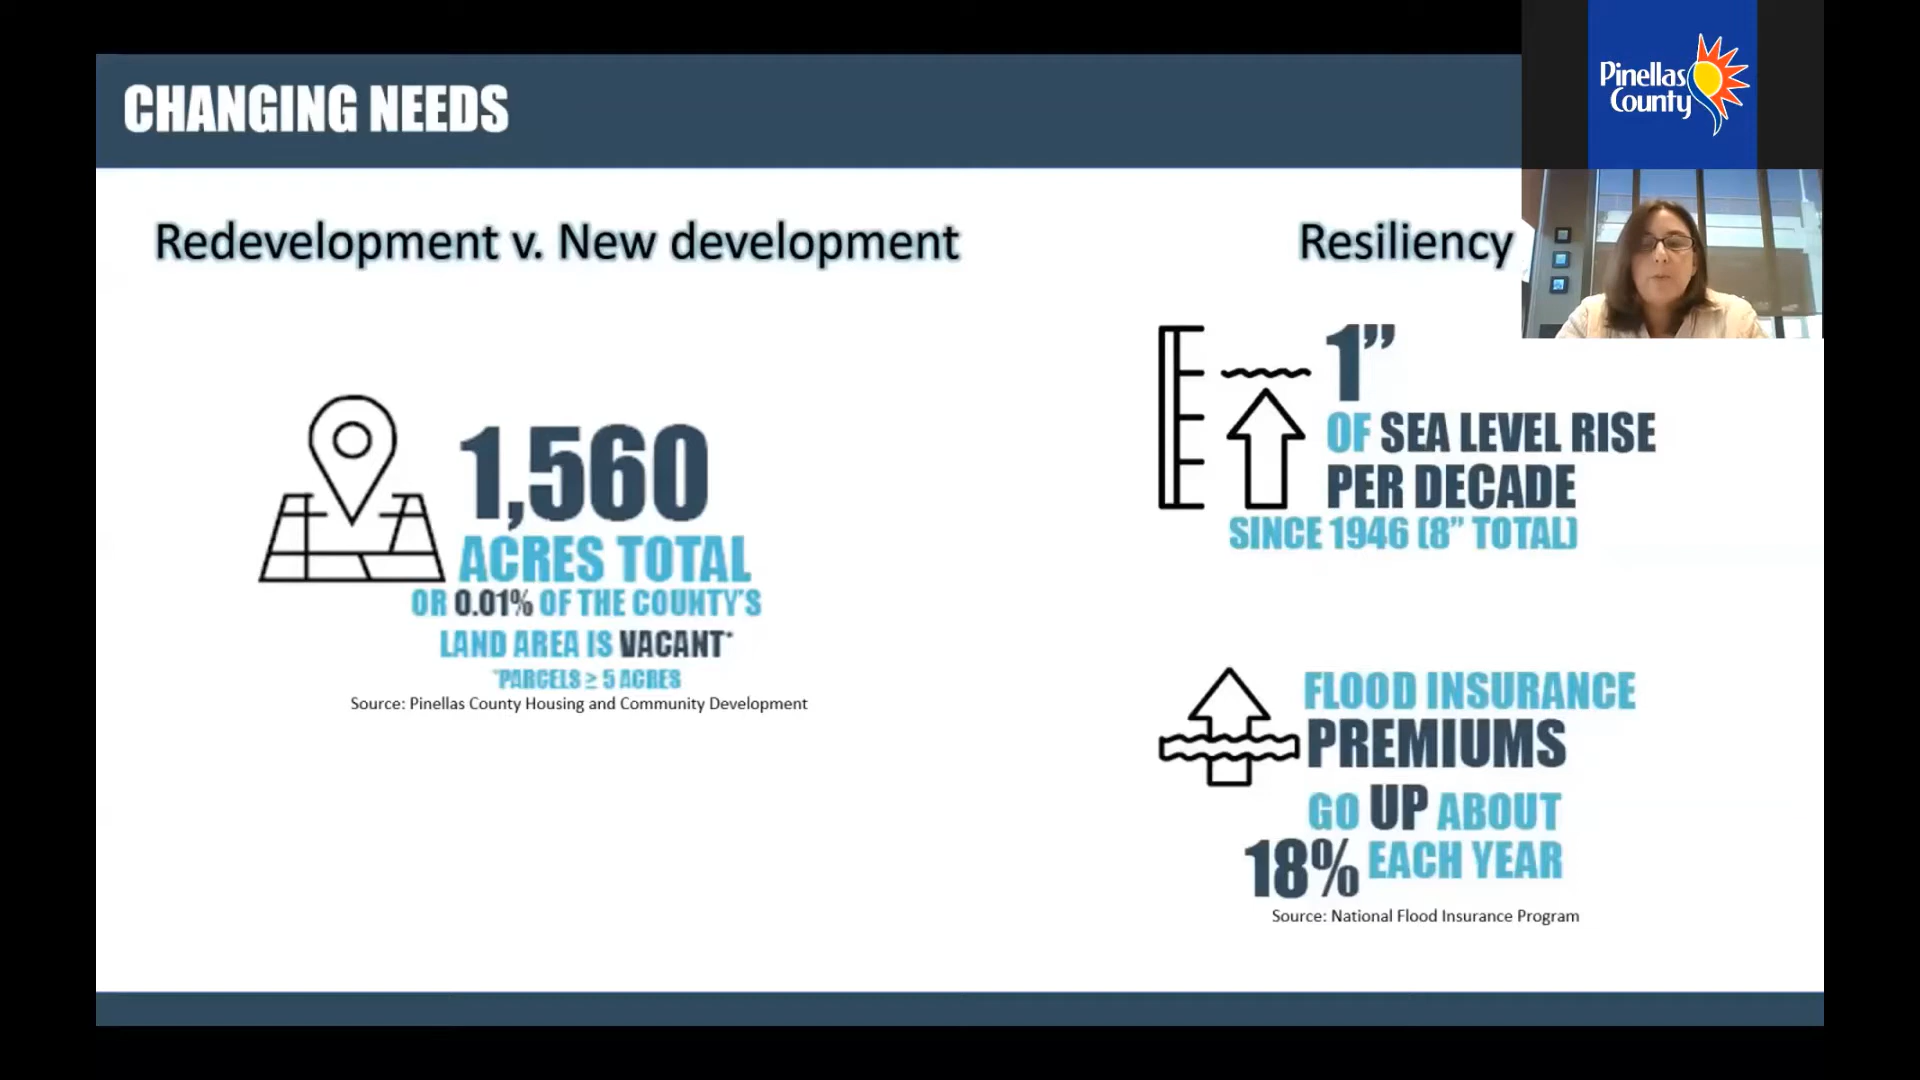 Pinellas
County
CHANGING NEEDS
Redevelopment v. New development
1,560
ACRES TOTAL
OR 0.01% OF THE COUNTY'S
LAND AREA IS VACANT*
*PARCELS ≥ 5 ACRES
Source: Pinellas County Housing and Community Development
Resiliency
1”
OF SEA LEVEL RISE
PER DECADE
SINCE 1946 (8” TOTAL)
FLOOD INSURANCE
PREMIUMS
GO UP ABOUT
18% EACH YEAR
Source: National Flood Insurance Program